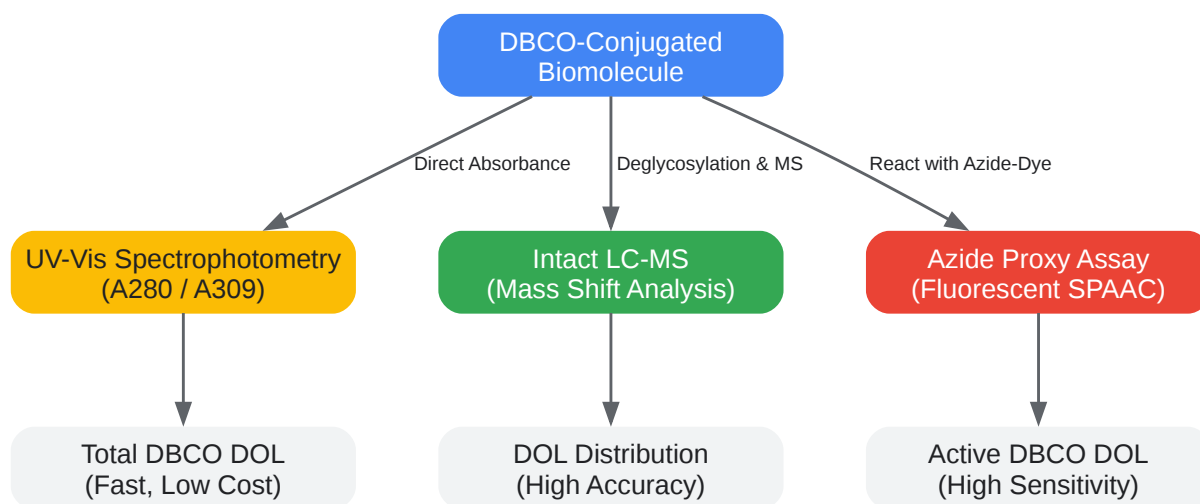 DBCO-Conjugated
Biomolecule
Direct Absorbance
Deglycosylation & MS
React with Azide-Dye
UV-Vis Spectrophotometry
(A280 / A309)
Intact LC-MS
(Mass Shift Analysis)
Azide Proxy Assay
(Fluorescent SPAAC)
Total DBCO DOL
(Fast, Low Cost)
DOL Distribution
(High Accuracy)
Active DBCO DOL
(High Sensitivity)